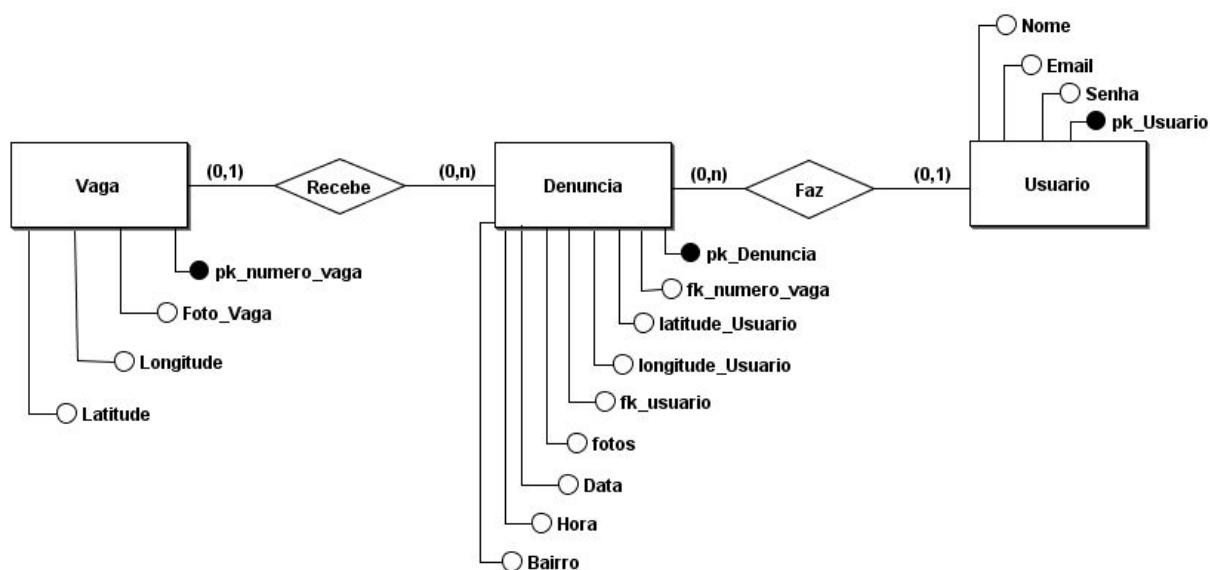 Nome
Email
Senha
pk_Usuario
Vaga
(0,1)
Recebe
(0,n)
Denuncia
(0,n)
Faz
(0,1)
Usuario
pk_numero_vaga
Foto_Vaga
Longitude
Latitude
pk_Denuncia
fk_numero_vaga
latitude_Usuario
longitude_Usuario
fk_usuario
fotos
Data
Hora
Bairro